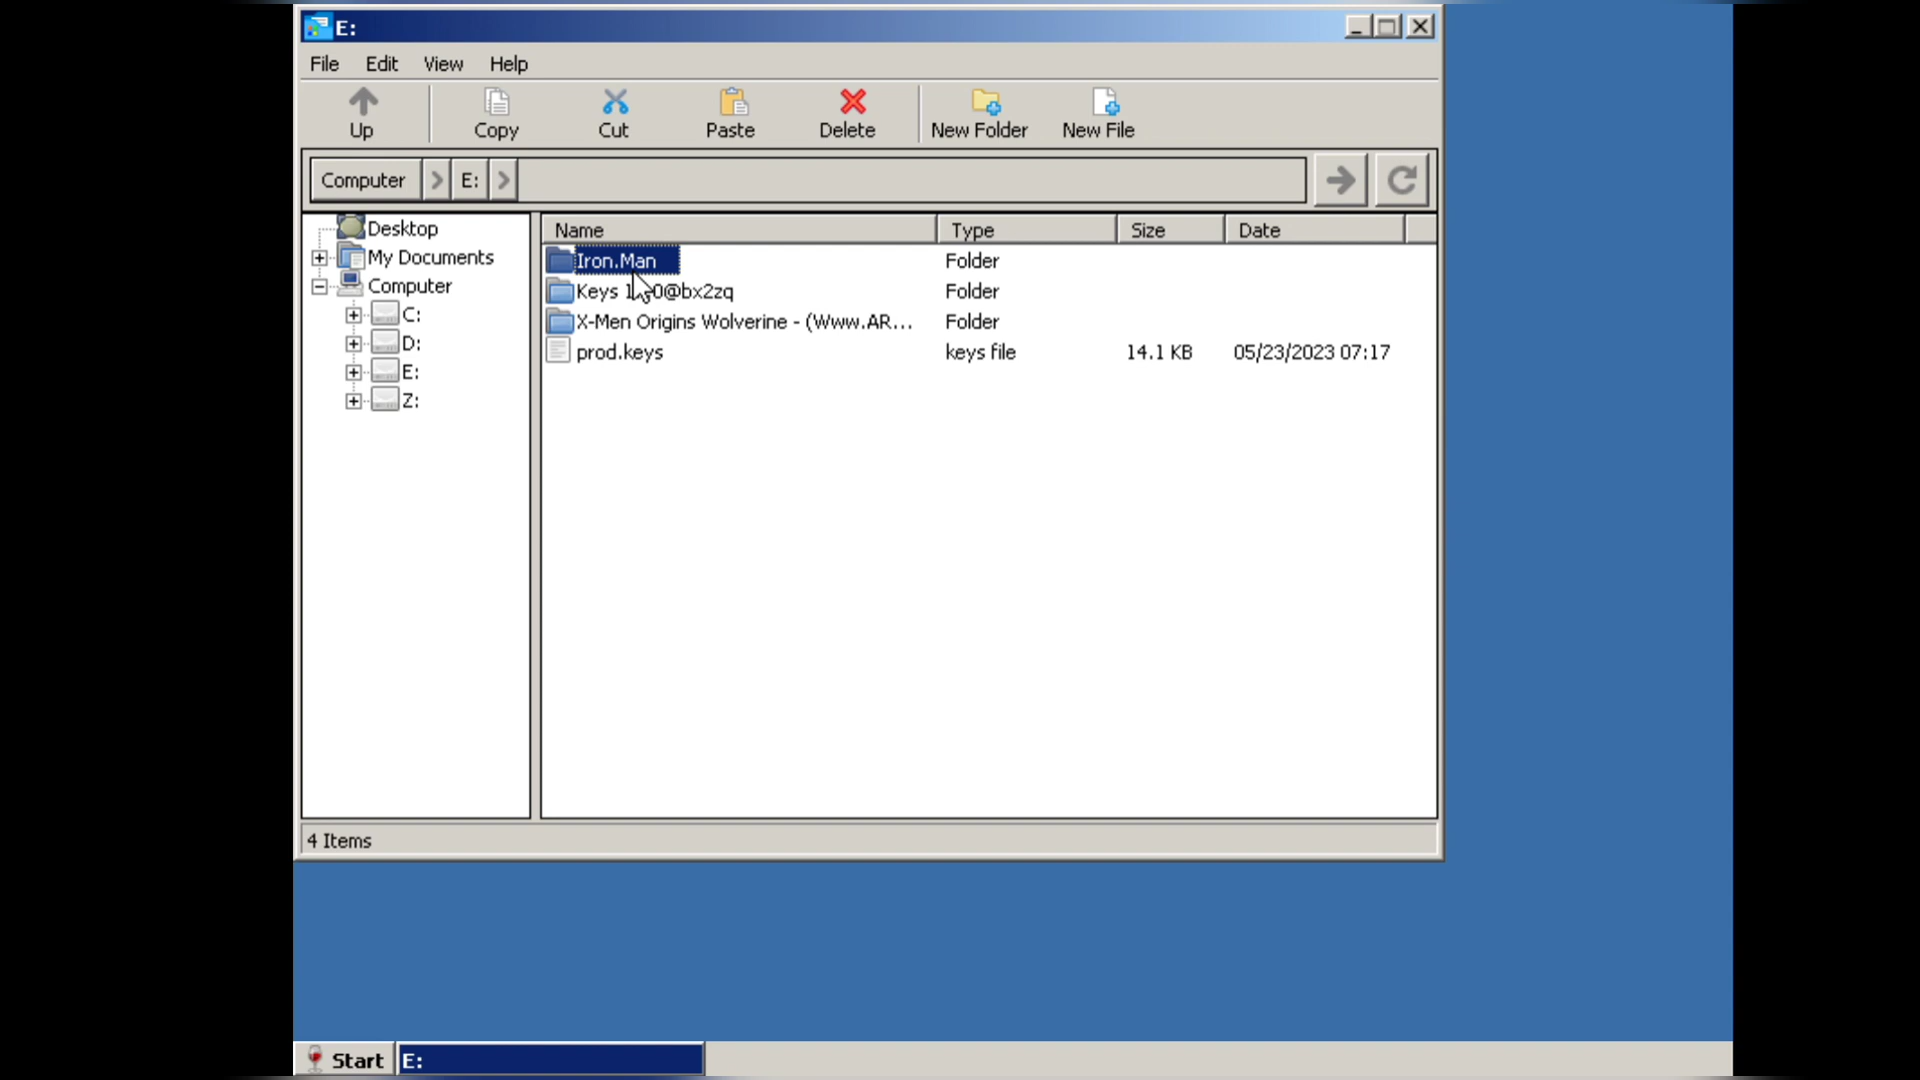 E:
File Edit View Help
Up Copy Cut Paste Delete New Folder New File
Computer > E: >
Desktop
My Documents
Computer
C:
D:
E:
Z:
Name Type Size Date
Iron.Man Folder
Keys Folder
X-Men Origins Wolverine - (Www.AR... Folder
prod.keys keys file 14.1 KB 05/23/2023 07:17
4 Items
Start E: